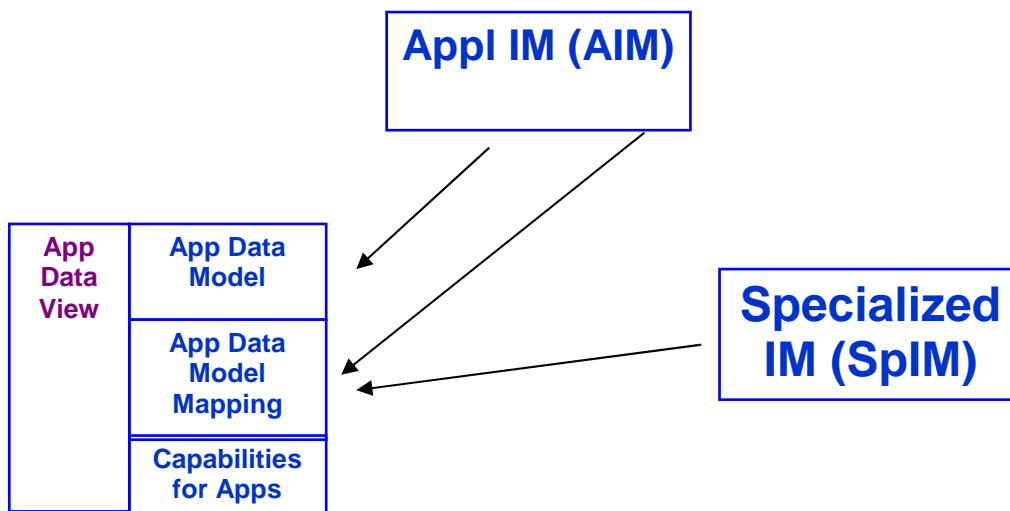 Appl IM (AIM)
App
Data
View
App Data
Model
App Data
Model
Mapping
Capabilities
for Apps
Specialized
IM (SpIM)